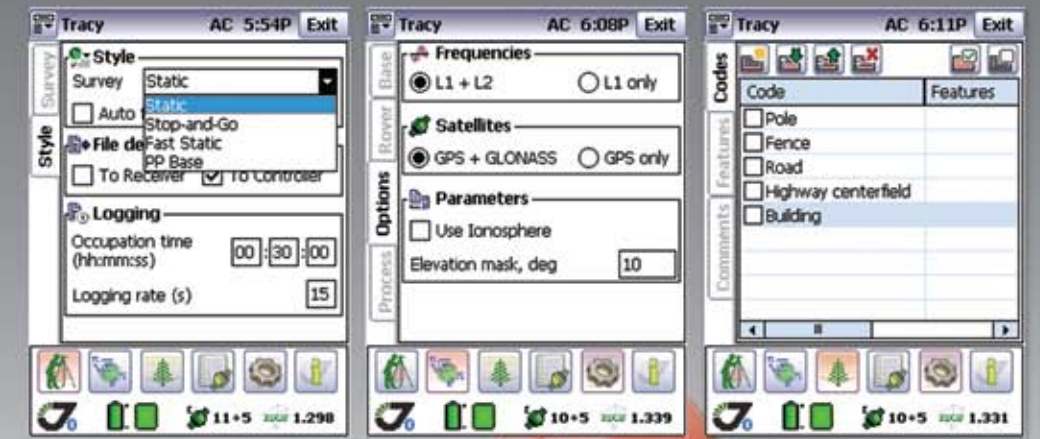 Tracy AC 5:54P Exit
Survey
Style
Style
Survey Static
Auto
Static
Stop-and-Go
Fast Static
PP Base
File de
To Receiver To Controller
Logging
Occupation time
(hh:mm:ss) 00 : 30 : 00
Logging rate (s) 15
11+5 1.298
Tracy AC 6:08P Exit
Base
Rover
Options
Process
Frequencies
L1 + L2 L1 only
Satellites
GPS + GLONASS GPS only
Parameters
Use Ionosphere
Elevation mask, deg 10
10+5 1.339
Tracy AC 6:11P Exit
Codes
Features
Comments
Code Features
Pole
Fence
Road
Highway centerfield
Building
10+5 1.331